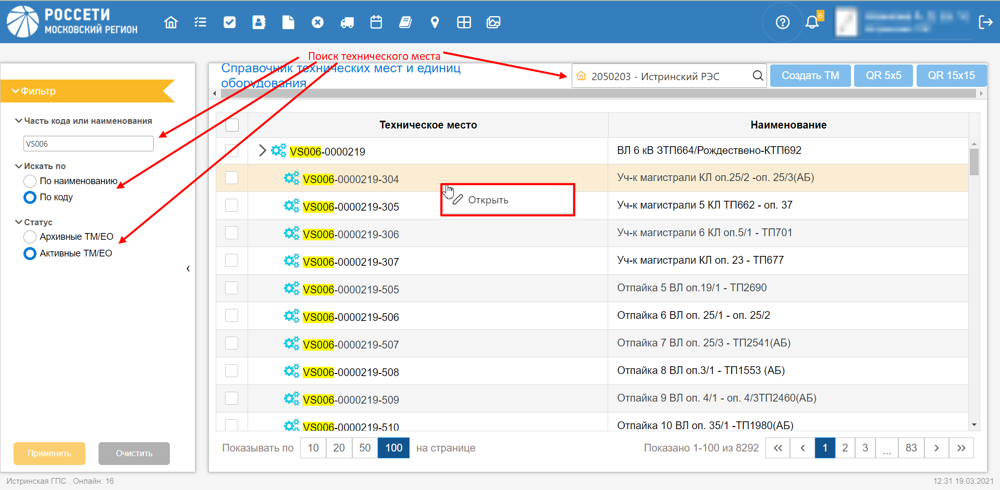 РОССЕТИ
МОСКОВСКИЙ РЕГИОН
6
Поиск технического места
Фильтр
Часть кода или наименования
VS006
Искать по
По наименованию
По коду
Статус
Архивные ТМ/ЕО
Активные ТМ/ЕО
Применить
Очистить
Справочник технических мест и единиц
оборудования
2050203 - Истринский РЭС
Создать ТМ
QR 5x5
QR 15x15
Техническое место
Наименование
VS006-0000219
ВЛ 6 кВ ЗТП664/Рождествено-КТП692
VS006-0000219-304
Уч-к магистрали КЛ оп.25/2 -оп. 25/3(АБ)
Открыть
VS006-0000219-305
Уч-к магистрали 5 КЛ ТП662 - оп. 37
VS006-0000219-306
Уч-к магистрали 6 КЛ оп.5/1 - ТП701
VS006-0000219-307
Уч-к магистрали КЛ оп. 23 - ТП677
VS006-0000219-505
Отпайка 5 ВЛ оп.19/1 - ТП2690
VS006-0000219-506
Отпайка 6 ВЛ оп. 25/1 - оп. 25/2
VS006-0000219-507
Отпайка 7 ВЛ оп. 25/3 - ТП2541(АБ)
VS006-0000219-508
Отпайка 8 ВЛ оп.3/1 - ТП1553 (АБ)
VS006-0000219-509
Отпайка 9 ВЛ оп. 4/1 - оп. 4/3ТП2460(АБ)
VS006-0000219-510
Отпайка 10 ВЛ оп. 35/1 -ТП1980(АБ)
Показывать по 10 20 50 100 на странице
Показано 1-100 из 8292 « ‹ 1 2 3 ... 83 › »
Истринская ГПС . Онлайн: 16
12:31 19.03.2021